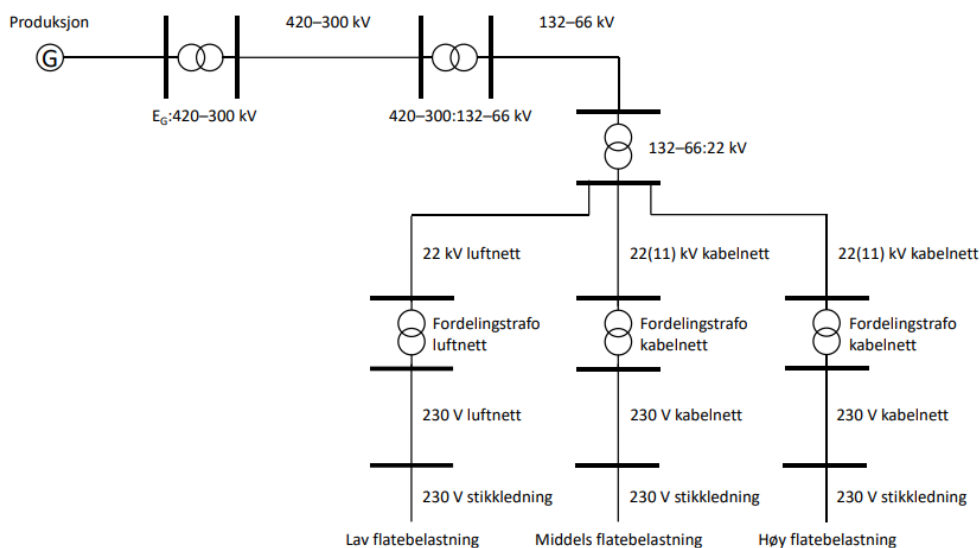 Produksjon
420–300 kV
132–66 kV
G
E_G:420–300 kV
420–300:132–66 kV
132–66:22 kV
22 kV luftnett
22(11) kV kabelnett
22(11) kV kabelnett
Fordelingstrafo
luftnett
Fordelingstrafo
kabelnett
Fordelingstrafo
kabelnett
230 V luftnett
230 V kabelnett
230 V kabelnett
230 V stikkledning
230 V stikkledning
230 V stikkledning
Lav flatebelastning
Middels flatebelastning
Høy flatebelastning